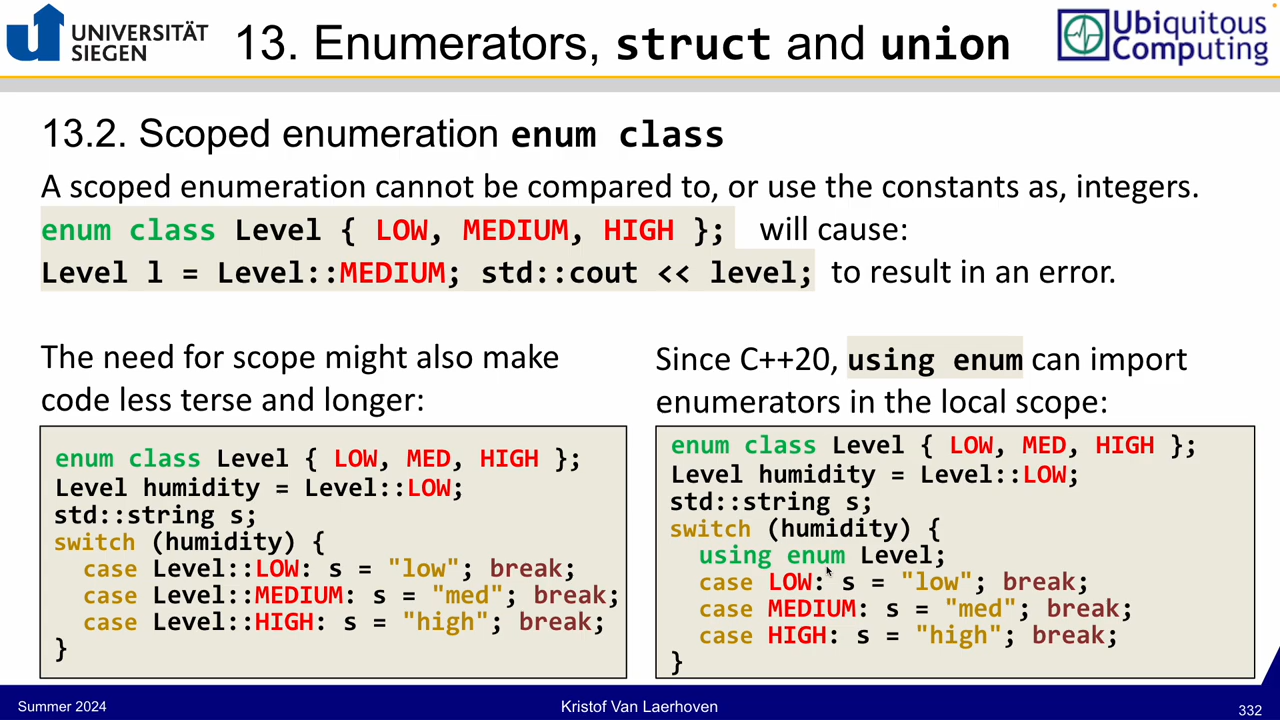 UNIVERSITÄT
SIEGEN
13. Enumerators, struct and union
Ubiquitous
Computing
13.2. Scoped enumeration enum class
A scoped enumeration cannot be compared to, or use the constants as, integers.
enum class Level { LOW, MEDIUM, HIGH }; will cause:
Level l = Level::MEDIUM; std::cout << level; to result in an error.
The need for scope might also make
code less terse and longer:
enum class Level { LOW, MED, HIGH };
Level humidity = Level::LOW;
std::string s;
switch (humidity) {
case Level::LOW: s = "low"; break;
case Level::MEDIUM: s = "med"; break;
case Level::HIGH: s = "high"; break;
}
Since C++20, using enum can import
enumerators in the local scope:
enum class Level { LOW, MED, HIGH };
Level humidity = Level::LOW;
std::string s;
switch (humidity) {
using enum Level;
case LOW: s = "low"; break;
case MEDIUM: s = "med"; break;
case HIGH: s = "high"; break;
}
Summer 2024
Kristof Van Laerhoven
332